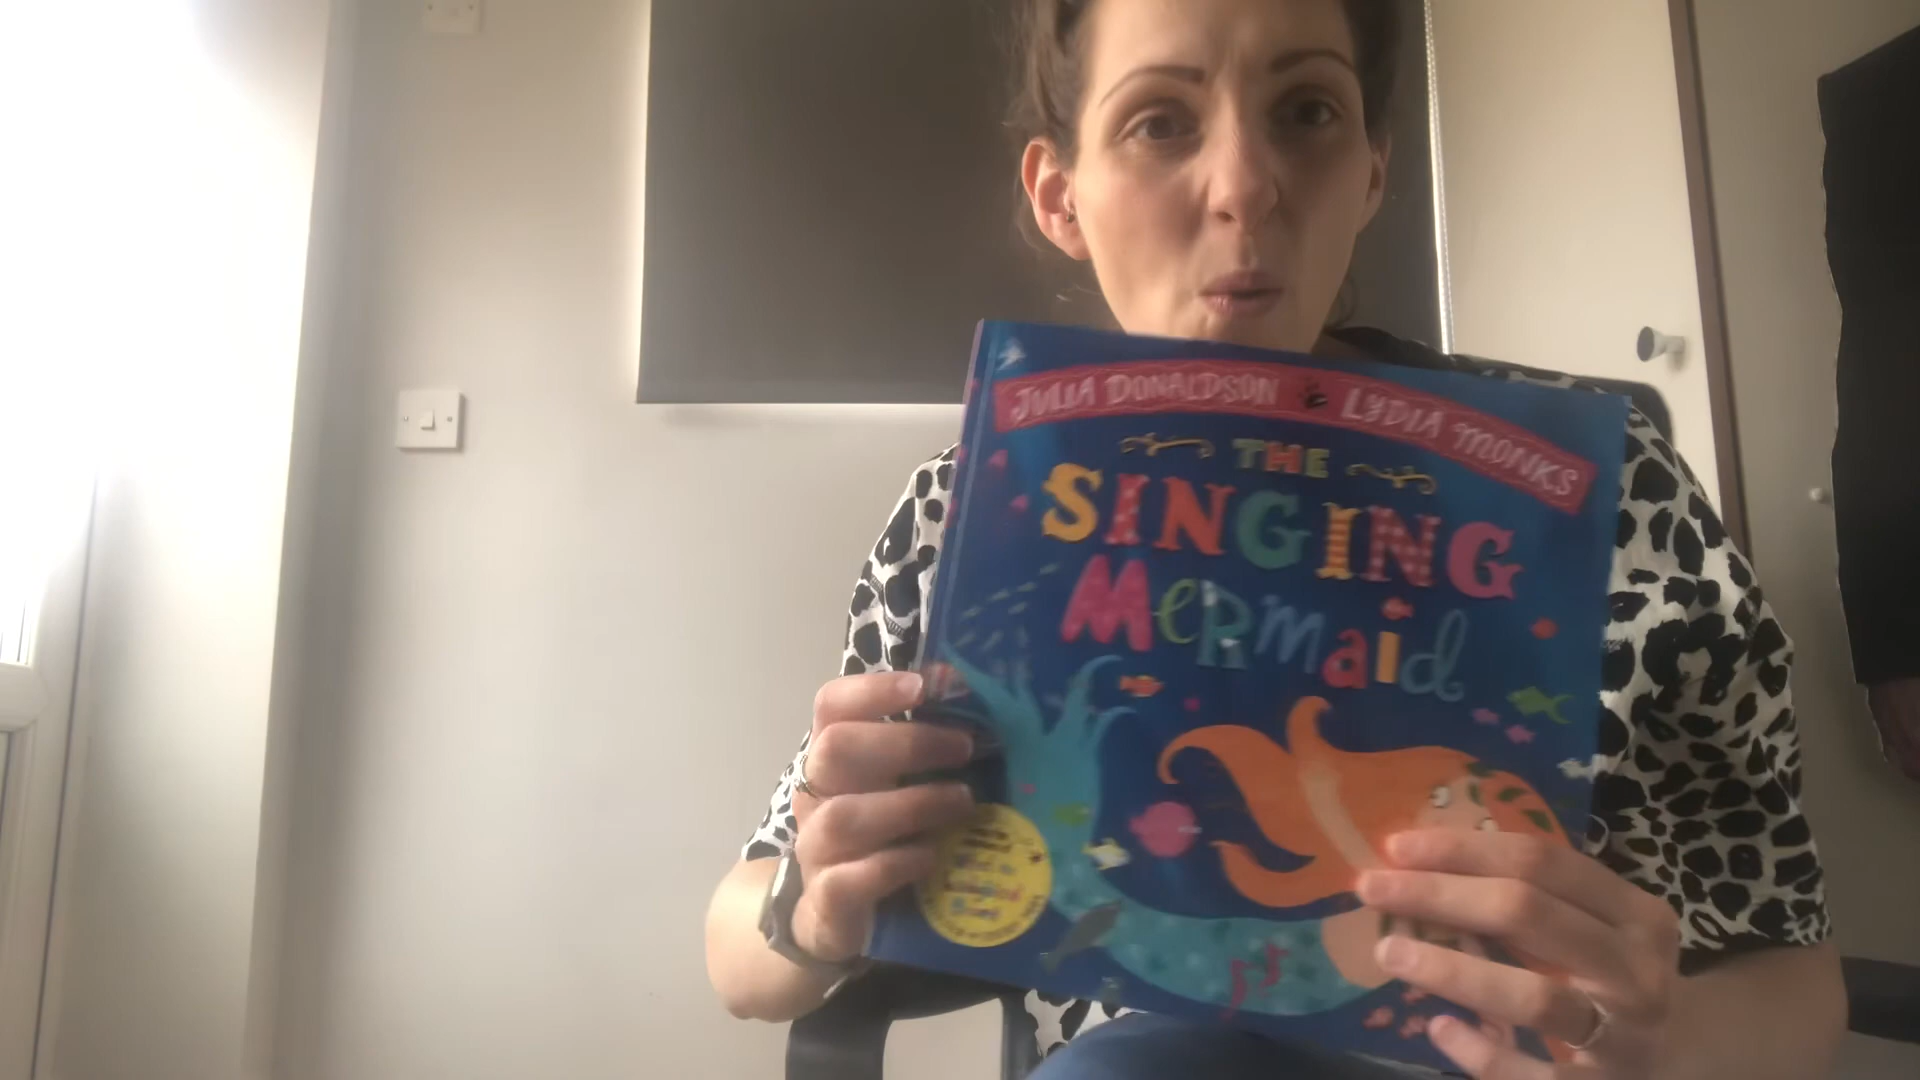 JULIA DONALDSON LYDIA MONKS
THE
SINGING
MERMAiD